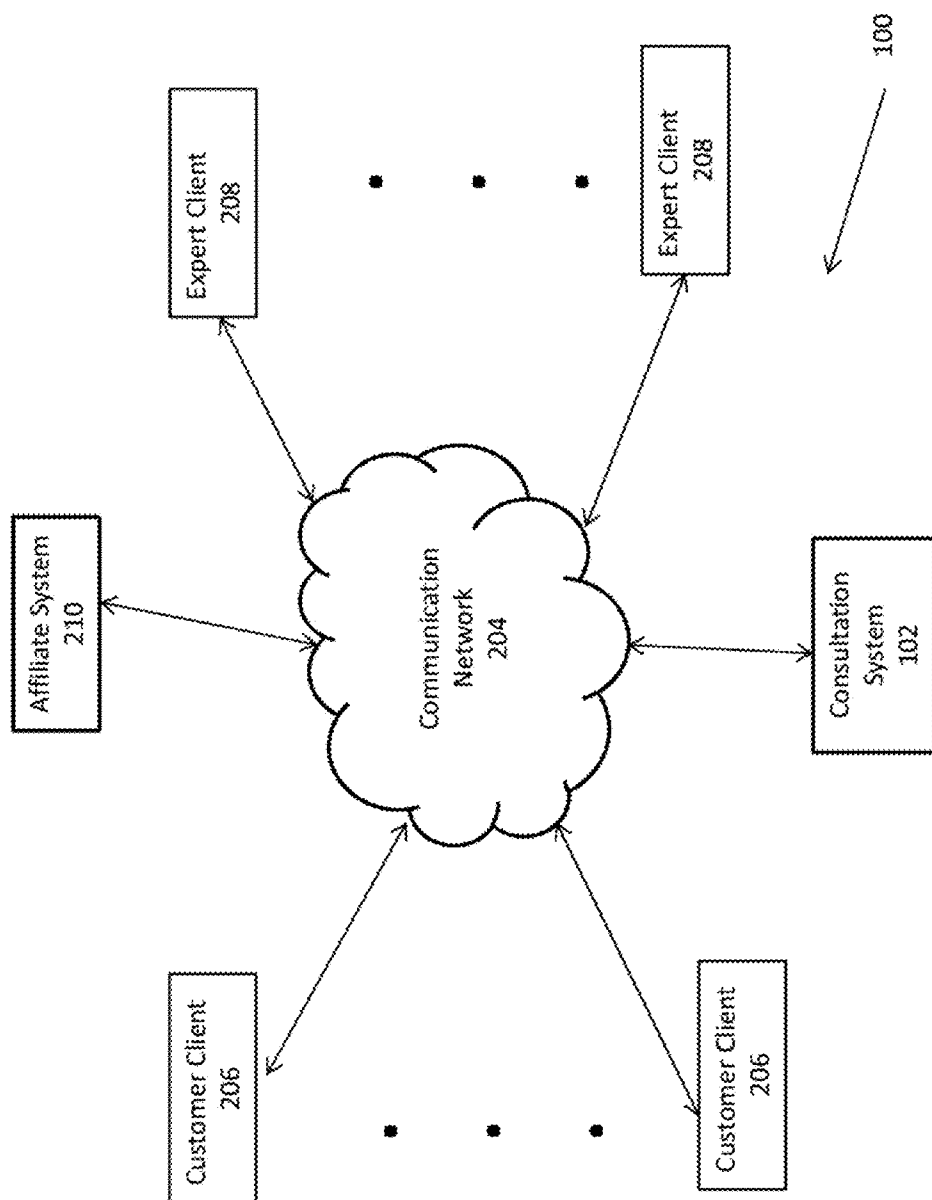 Affiliate System
210
Customer Client
206
Expert Client
208
Communication
Network
204
Customer Client
206
Expert Client
208
Consultation
System
102
100